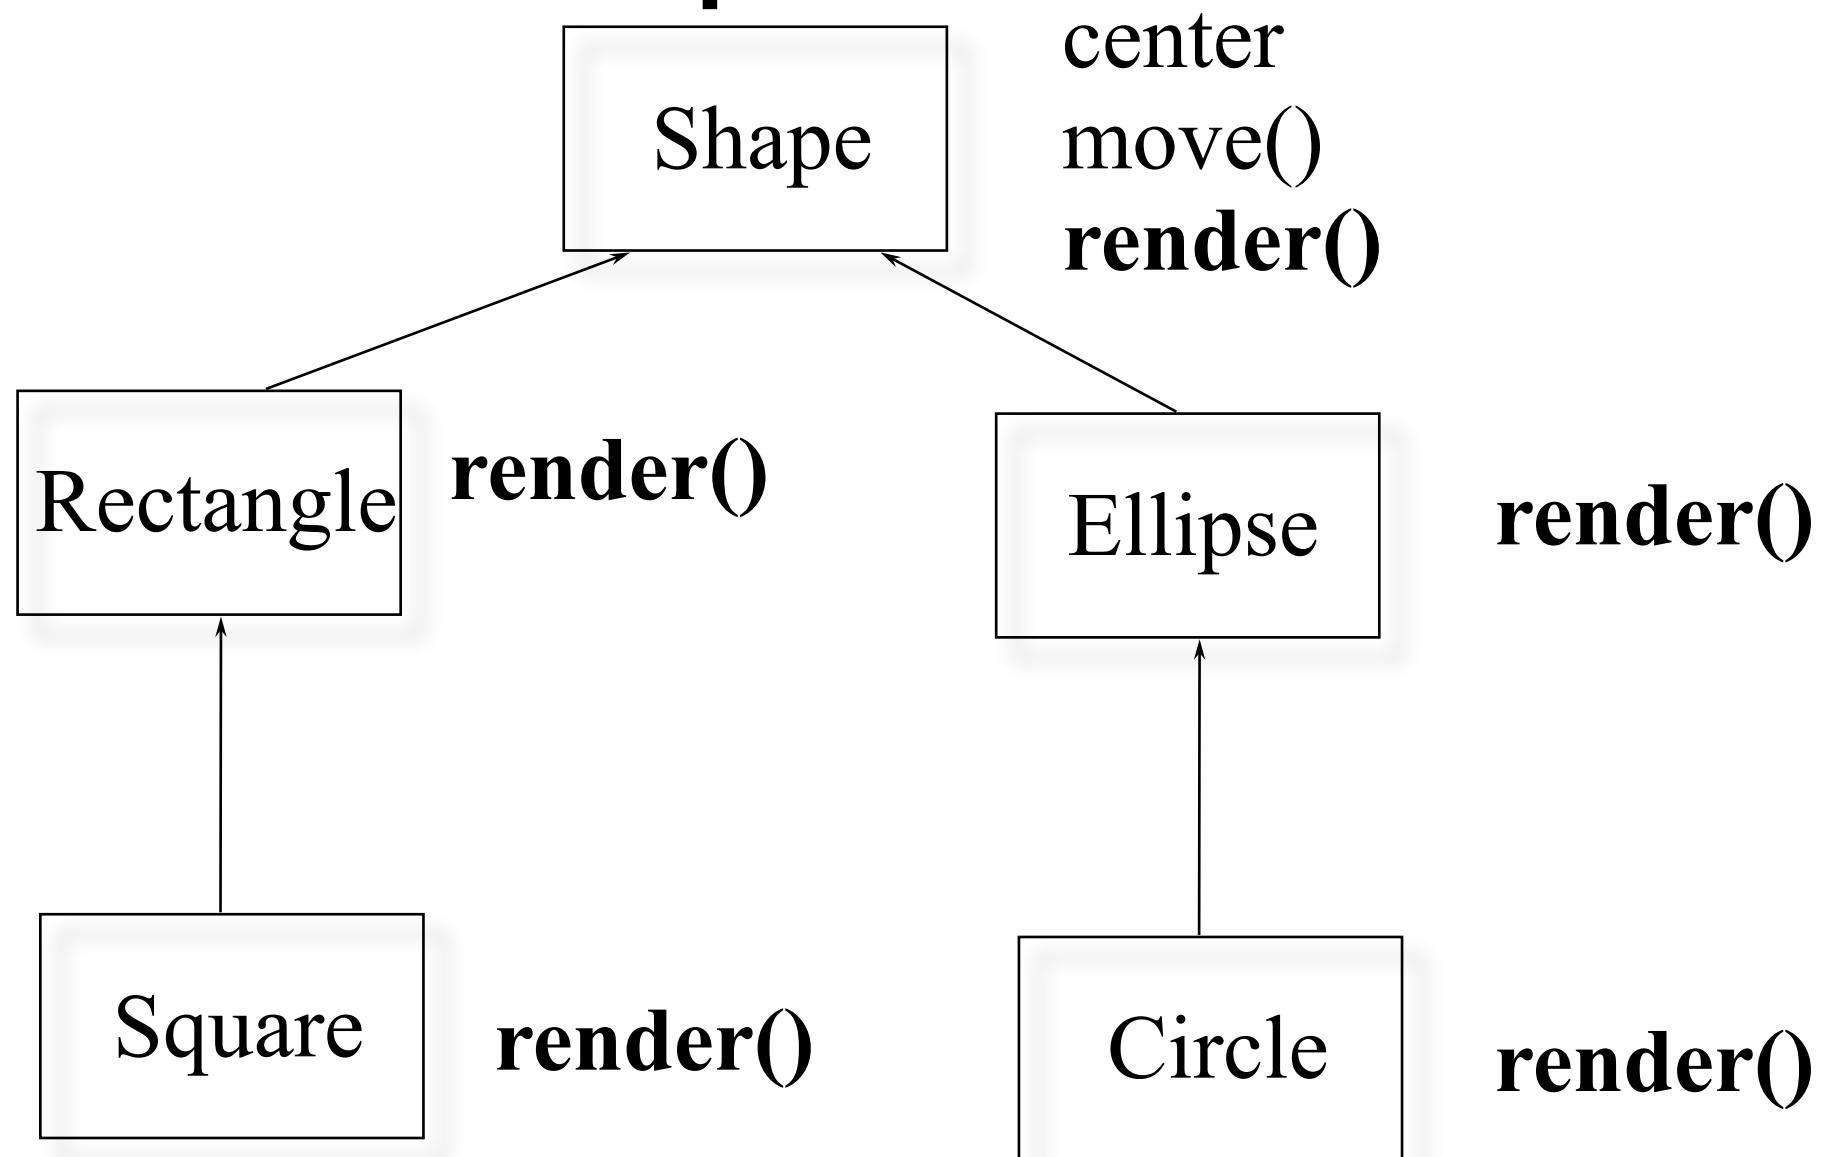 Shape
center
move()
render()
Rectangle
render()
Ellipse
render()
Square
render()
Circle
render()